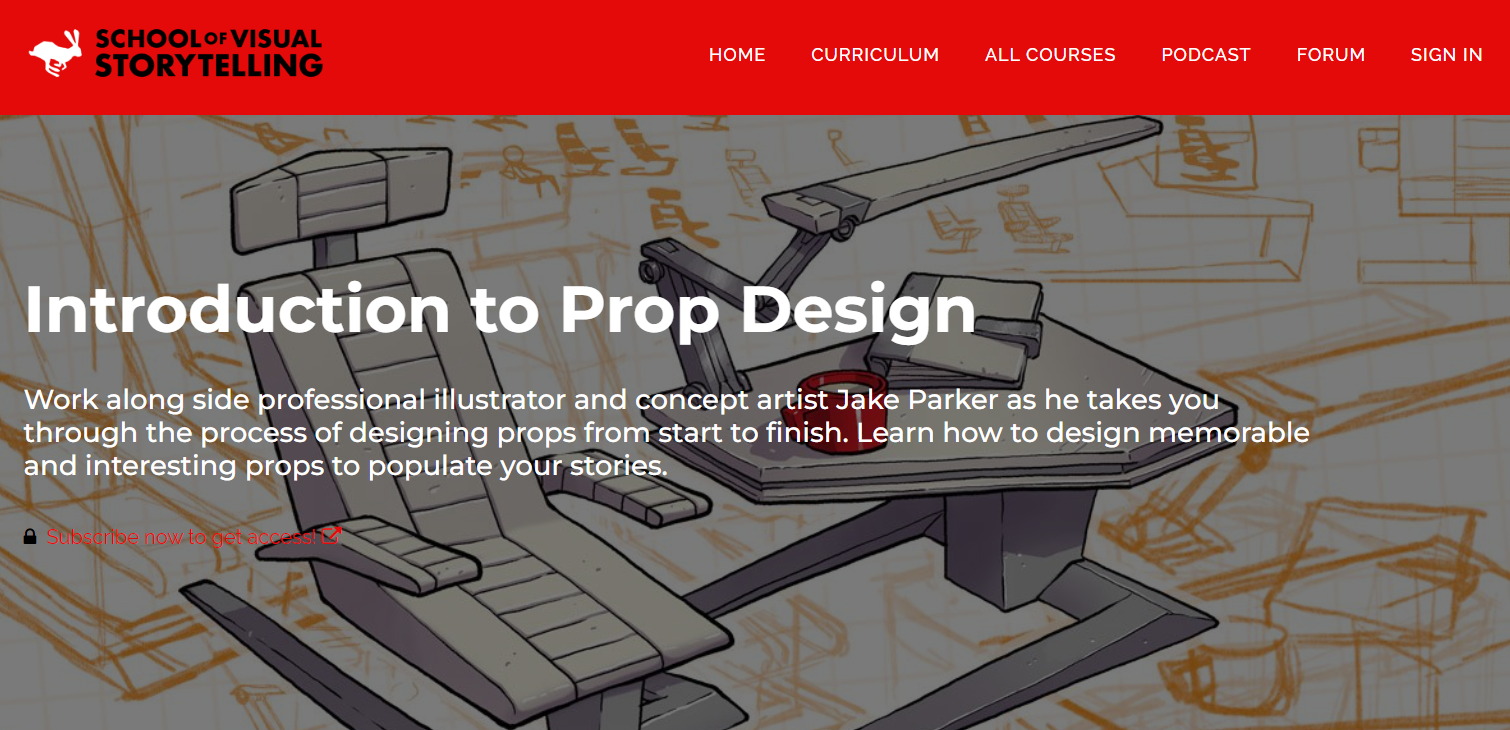 SCHOOL OF VISUAL
STORYTELLING
HOME CURRICULUM ALL COURSES PODCAST FORUM SIGN IN
Introduction to Prop Design
Work along side professional illustrator and concept artist Jake Parker as he takes you
through the process of designing props from start to finish. Learn how to design memorable
and interesting props to populate your stories.
Subscribe now to get access!